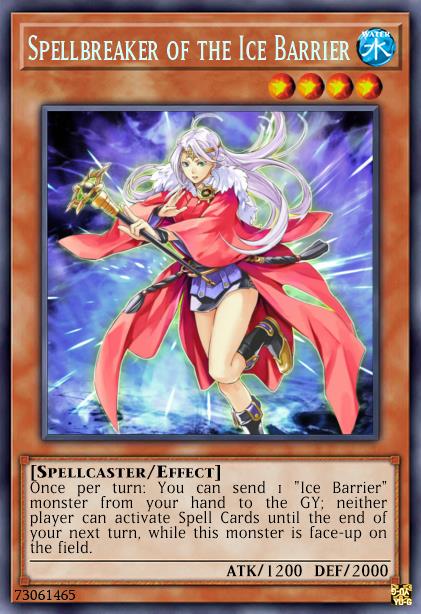 Spellbreaker of the Ice Barrier
WATER
水
[Spellcaster/Effect]
Once per turn: You can send 1 "Ice Barrier"
monster from your hand to the GY; neither
player can activate Spell Cards until the end of
your next turn, while this monster is face-up on
the field.
ATK/1200 DEF/2000
73061465